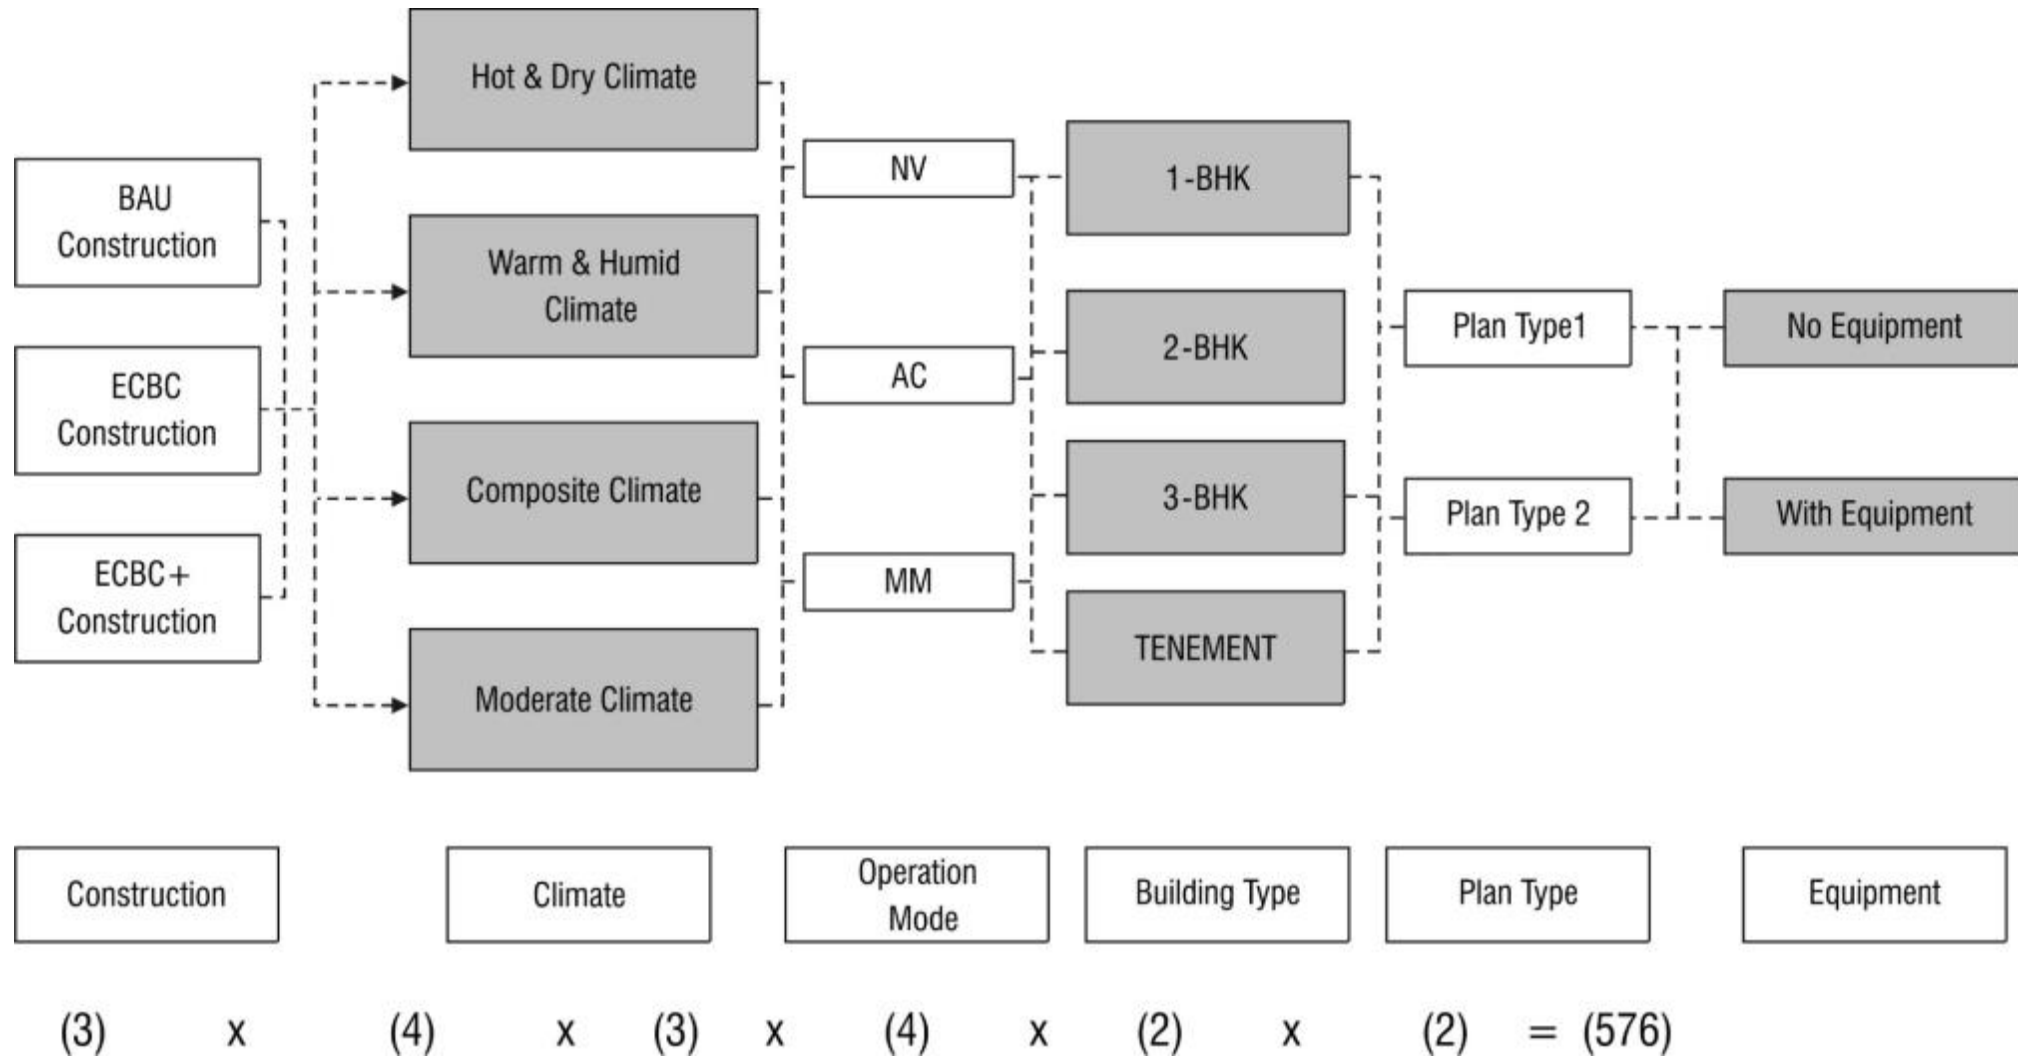 Hot & Dry Climate
Warm & Humid
Climate
Composite Climate
Moderate Climate
BAU
Construction
ECBC
Construction
ECBC+
Construction
NV
AC
MM
1-BHK
2-BHK
3-BHK
TENEMENT
Plan Type1
Plan Type 2
No Equipment
With Equipment
Construction
Climate
Operation
Mode
Building Type
Plan Type
Equipment
(3) x (4) x (3) x (4) x (2) x (2) = (576)